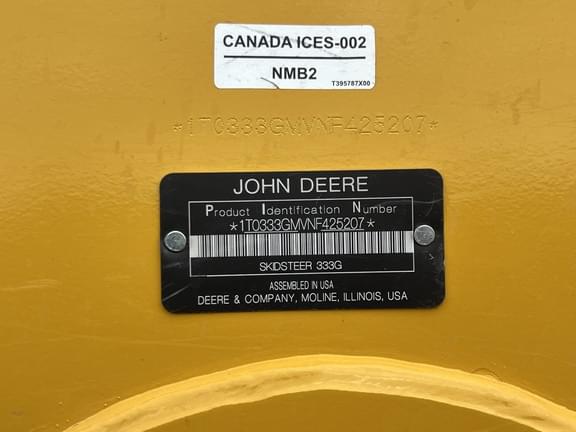 CANADA ICES-002
NMB2
T395787X00
*1T0333GMVNF425207*
JOHN DEERE
Product Identification Number
*1T0333GMVNF425207*
SKIDSTEER 333G
ASSEMBLED IN USA
DEERE & COMPANY, MOLINE, ILLINOIS, USA